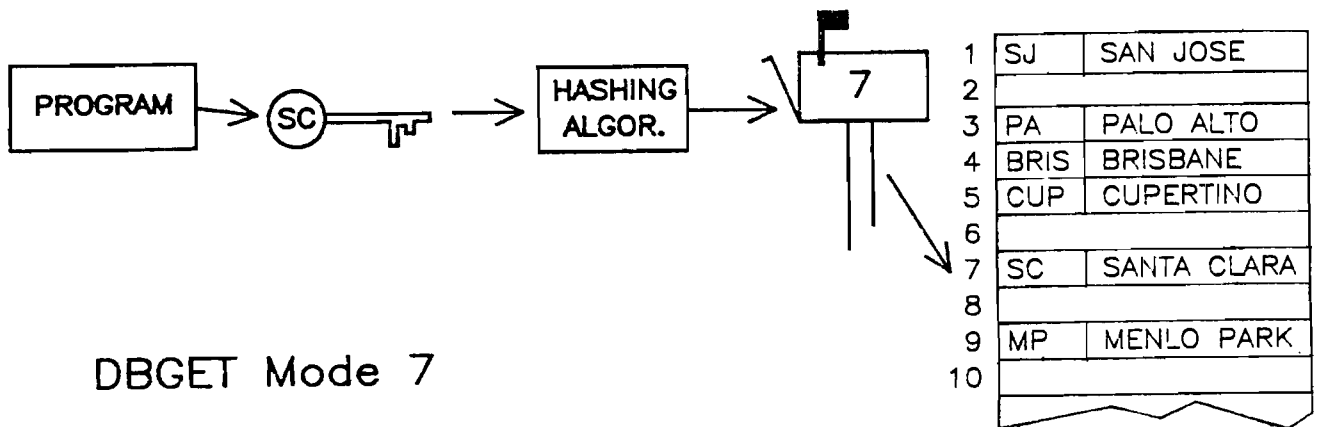 PROGRAM
SC
HASHING
ALGOR.
7
1 SJ SAN JOSE
2
3 PA PALO ALTO
4 BRIS BRISBANE
5 CUP CUPERTINO
6
7 SC SANTA CLARA
8
9 MP MENLO PARK
10
DBGET Mode 7